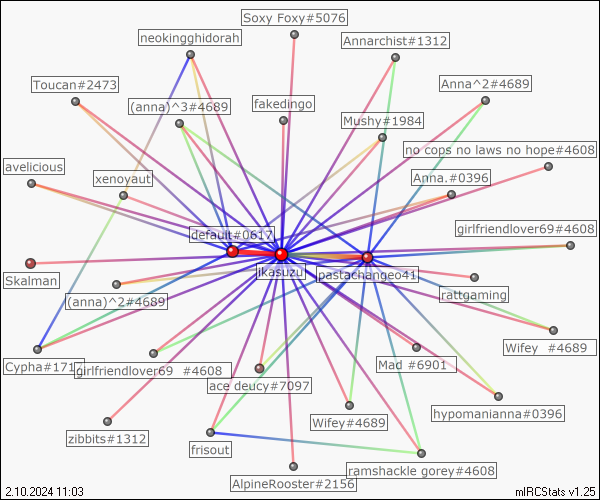 Soxy Foxy#5076
neokingghidorah
Annarchist#1312
Toucan#2473
Anna^2#4689
(anna)^3#4689
fakedingo
Mushy#1984
no cops no laws no hope#4608
avelicious
xenoyaut
Anna.#0396
girlfriendlover69#4608
default#0617
ikasuzu
pastachangeo41
Skalman
rattgaming
(anna)^2#4689
Wifey #4689
Cypha#171
girlfriendlover69 #4608
Mad #6901
ace deucy#7097
hypomanianna#0396
Wifey#4689
zibbits#1312
frisout
ramshackle gorey#4608
AlpineRooster#2156
2.10.2024 11:03
mIRCStats v1.25